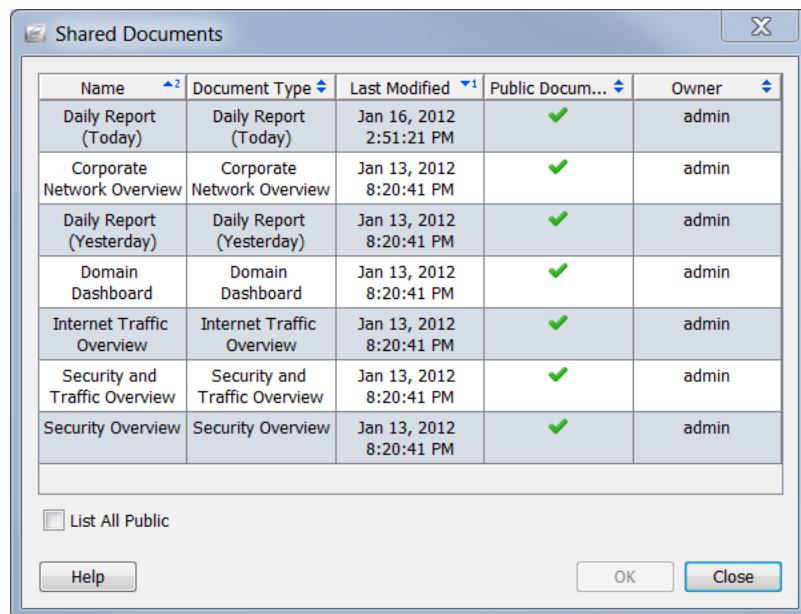 Shared Documents
Name 2 Document Type Last Modified 1 Public Docum... Owner
Daily Report Daily Report Jan 16, 2012 admin
(Today) (Today) 2:51:21 PM
Corporate Corporate Jan 13, 2012 admin
Network Overview Network Overview 8:20:41 PM
Daily Report Daily Report Jan 13, 2012 admin
(Yesterday) (Yesterday) 8:20:41 PM
Domain Domain Jan 13, 2012 admin
Dashboard Dashboard 8:20:41 PM
Internet Traffic Internet Traffic Jan 13, 2012 admin
Overview Overview 8:20:41 PM
Security and Security and Jan 13, 2012 admin
Traffic Overview Traffic Overview 8:20:41 PM
Security Overview Security Overview Jan 13, 2012 admin
8:20:41 PM
List All Public
Help OK Close